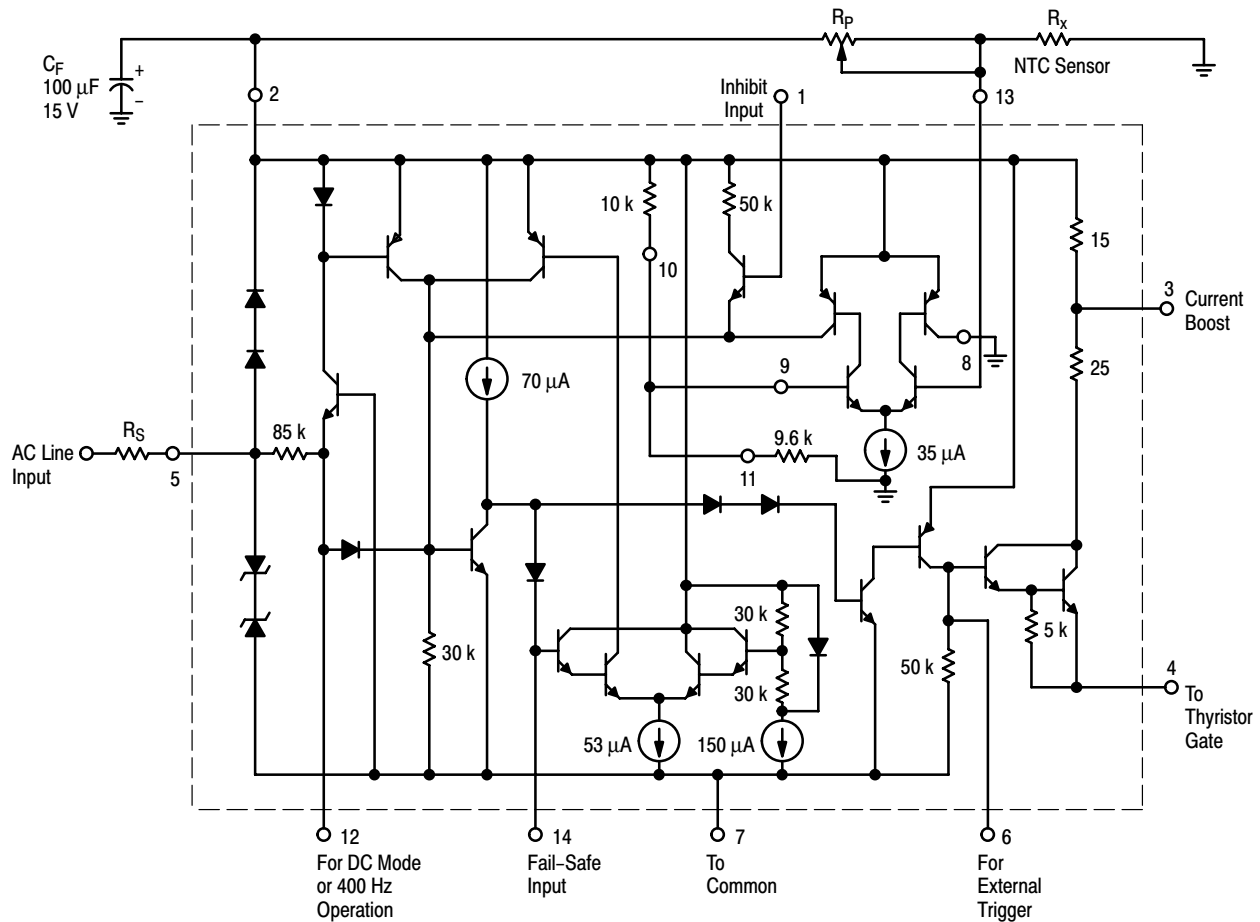 RP
Rx
NTC Sensor
CF
100 µF
15 V
+
–
2
Inhibit
Input
1
13
10 k
50 k
15
10
3
Current
Boost
8
25
70 µA
9
AC Line
Input
RS
5
85 k
9.6 k
11
35 µA
30 k
30 k
30 k
5 k
50 k
4
To
Thyristor
Gate
53 µA
150 µA
12
For DC Mode
or 400 Hz
Operation
14
Fail–Safe
Input
7
To
Common
6
For
External
Trigger